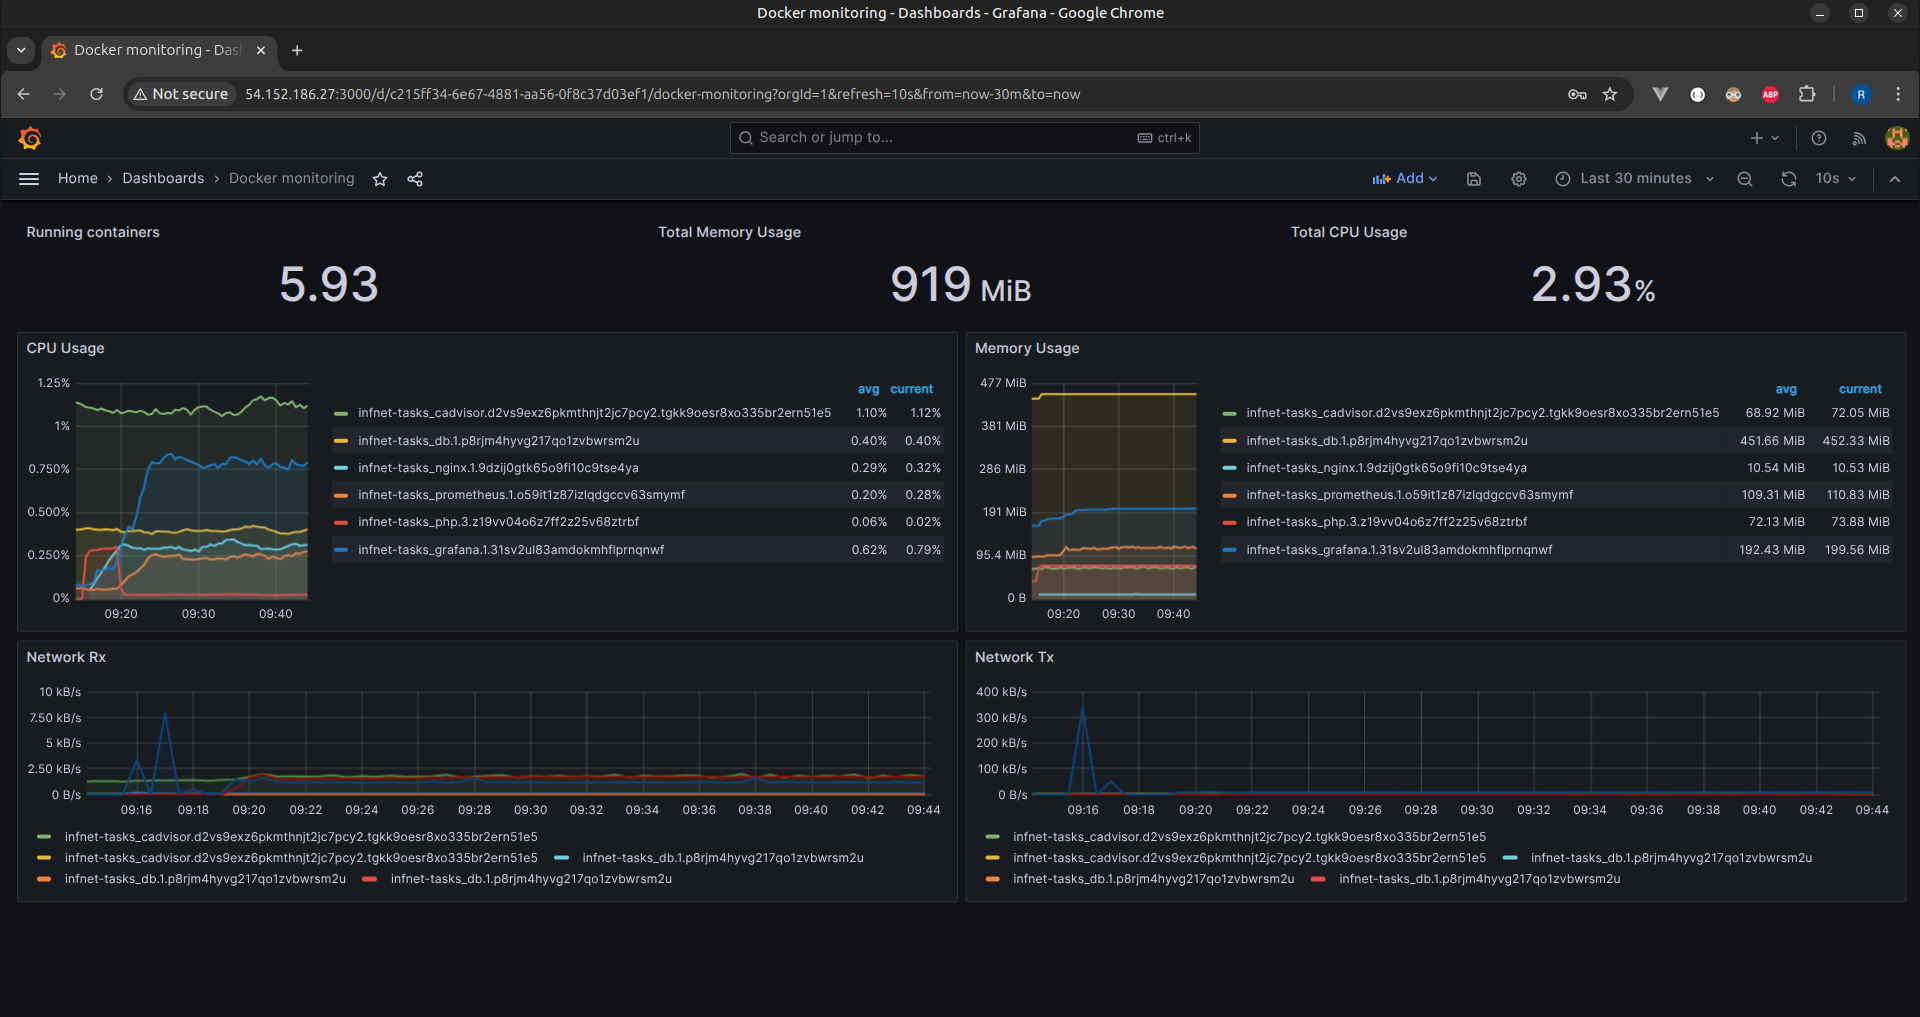 Docker monitoring - Dashboards - Grafana - Google Chrome
Docker monitoring - Das
Not secure 54.152.186.27:3000/d/c215ff34-6e67-4881-aa56-0f8c37d03ef1/docker-monitoring?orgId=1&refresh=10s&from=now-30m&to=now
ABP
R
Search or jump to... ctrl+k
Home › Dashboards › Docker monitoring
Add
Last 30 minutes
10s
Running containers
5.93
Total Memory Usage
919 MiB
Total CPU Usage
2.93%
CPU Usage
1.25%
1%
0.750%
0.500%
0.250%
0%
09:20 09:30 09:40
avg current
infnet-tasks_cadvisor.d2vs9exz6pkmthnjt2jc7pcy2.tgkk9oesr8xo335br2ern51e5 1.10% 1.12%
infnet-tasks_db.1.p8rjm4hyvg217qo1zvbwrsm2u 0.40% 0.40%
infnet-tasks_nginx.1.9dzij0gtk65o9fi10c9tse4ya 0.29% 0.32%
infnet-tasks_prometheus.1.o59it1z87izlqdgccv63smymf 0.20% 0.28%
infnet-tasks_php.3.z19vv04o6z7ff2z25v68ztrbf 0.06% 0.02%
infnet-tasks_grafana.1.31sv2ul83amdokmhflprnqnwf 0.62% 0.79%
Memory Usage
477 MiB
381 MiB
286 MiB
191 MiB
95.4 MiB
0 B
09:20 09:30 09:40
avg current
infnet-tasks_cadvisor.d2vs9exz6pkmthnjt2jc7pcy2.tgkk9oesr8xo335br2ern51e5 68.92 MiB 72.05 MiB
infnet-tasks_db.1.p8rjm4hyvg217qo1zvbwrsm2u 451.66 MiB 452.33 MiB
infnet-tasks_nginx.1.9dzij0gtk65o9fi10c9tse4ya 10.54 MiB 10.53 MiB
infnet-tasks_prometheus.1.o59it1z87izlqdgccv63smymf 109.31 MiB 110.83 MiB
infnet-tasks_php.3.z19vv04o6z7ff2z25v68ztrbf 72.13 MiB 73.88 MiB
infnet-tasks_grafana.1.31sv2ul83amdokmhflprnqnwf 192.43 MiB 199.56 MiB
Network Rx
10 kB/s
7.50 kB/s
5 kB/s
2.50 kB/s
0 B/s
09:16 09:18 09:20 09:22 09:24 09:26 09:28 09:30 09:32 09:34 09:36 09:38 09:40 09:42 09:44
infnet-tasks_cadvisor.d2vs9exz6pkmthnjt2jc7pcy2.tgkk9oesr8xo335br2ern51e5
infnet-tasks_cadvisor.d2vs9exz6pkmthnjt2jc7pcy2.tgkk9oesr8xo335br2ern51e5 infnet-tasks_db.1.p8rjm4hyvg217qo1zvbwrsm2u
infnet-tasks_db.1.p8rjm4hyvg217qo1zvbwrsm2u infnet-tasks_db.1.p8rjm4hyvg217qo1zvbwrsm2u
Network Tx
400 kB/s
300 kB/s
200 kB/s
100 kB/s
0 B/s
09:16 09:18 09:20 09:22 09:24 09:26 09:28 09:30 09:32 09:34 09:36 09:38 09:40 09:42 09:44
infnet-tasks_cadvisor.d2vs9exz6pkmthnjt2jc7pcy2.tgkk9oesr8xo335br2ern51e5
infnet-tasks_cadvisor.d2vs9exz6pkmthnjt2jc7pcy2.tgkk9oesr8xo335br2ern51e5 infnet-tasks_db.1.p8rjm4hyvg217qo1zvbwrsm2u
infnet-tasks_db.1.p8rjm4hyvg217qo1zvbwrsm2u infnet-tasks_db.1.p8rjm4hyvg217qo1zvbwrsm2u